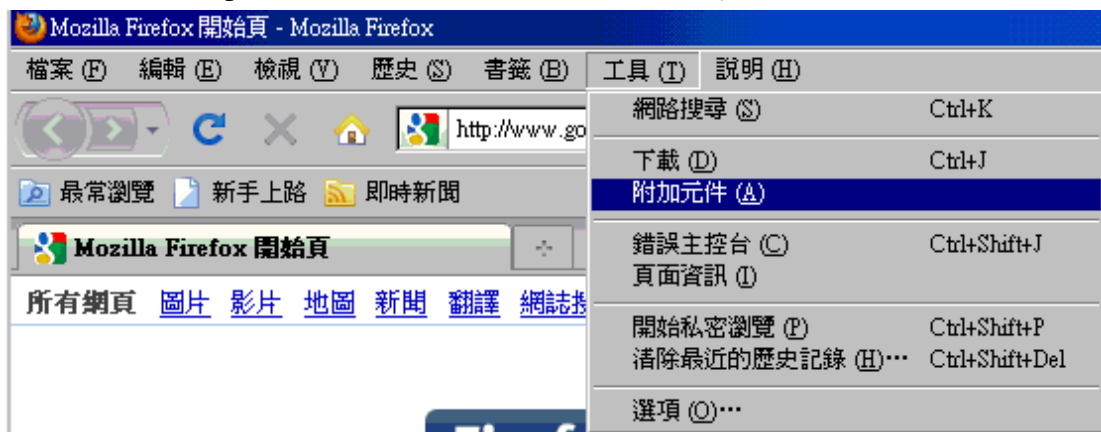 Mozilla Firefox 開始頁 - Mozilla Firefox
檔案 (F) 編輯 (E) 檢視 (V) 歷史 (S) 書籤 (B) 工具 (T) 說明 (H)
網路搜尋 (S) Ctrl+K
http://www.go
下載 (D) Ctrl+J
附加元件 (A)
最常瀏覽 新手上路 即時新聞
Mozilla Firefox 開始頁
錯誤主控台 (C) Ctrl+Shift+J
頁面資訊 (I)
所有網頁 圖片 影片 地圖 新聞 翻譯 網誌搜
開始私密瀏覽 (P) Ctrl+Shift+P
清除最近的歷史記錄 (H)… Ctrl+Shift+Del
選項 (O)…